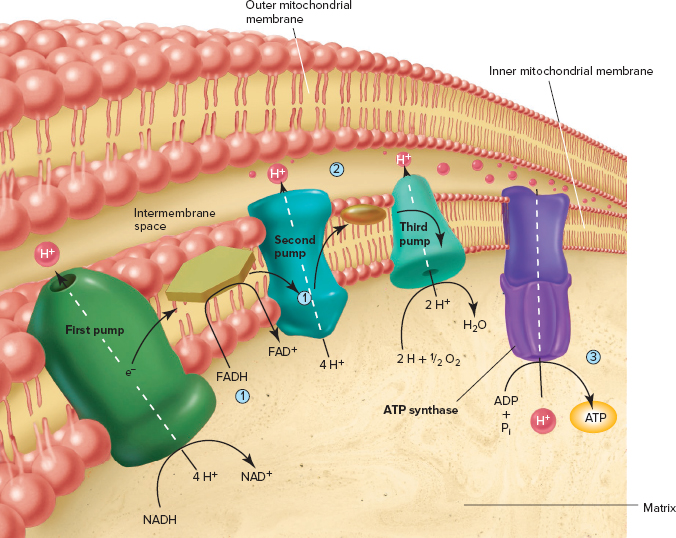 Outer mitochondrial
membrane
Inner mitochondrial membrane
H+
2
H+
Intermembrane
space
H+
Second
pump
Third
pump
1
First pump
e−
2 H+
H2O
FAD+
4 H+
2 H + 1/2 O2
3
FADH
1
ATP synthase
ADP
+
Pi
H+
ATP
4 H+
NAD+
NADH
Matrix